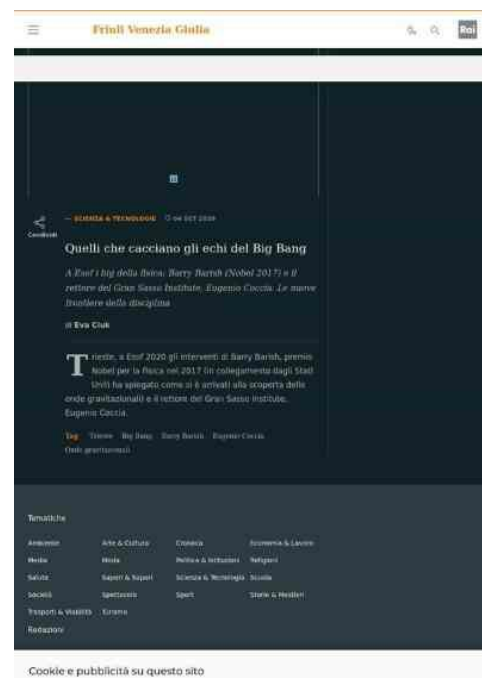 Friuli Venezia Giulia
Rai
Condividi
— SCIENZA & TECNOLOGIE
Quelli che cacciano gli echi del Big Bang
A Esof i big della fisica: Barry Barish (Nobel 2017) e il
rettore del Gran Sasso Institute, Eugenio Coccia. Le nuove
frontiere della disciplina
di Eva Ciuk
Trieste, a Esof 2020 gli interventi di Barry Barish, premio
Nobel per la fisica nel 2017 (in collegamento dagli Stati
Uniti) ha spiegato come si è arrivati alla scoperta delle
onde gravitazionali) e il rettore del Gran Sasso Institute,
Eugenio Coccia.
Tag Trieste Big Bang Barry Barish Eugenio Coccia
Onde gravitazionali
Tematiche
Ambiente Arte & Cultura Cronaca Economia & Lavoro
Media Moda Politica & Istituzioni Religioni
Salute Sapori & Saperi Scienza & Tecnologia Scuola
Società Spettacolo Sport Storie & Mestieri
Trasporti & Viabilità Turismo
Redazioni
Cookie e pubblicità su questo sito